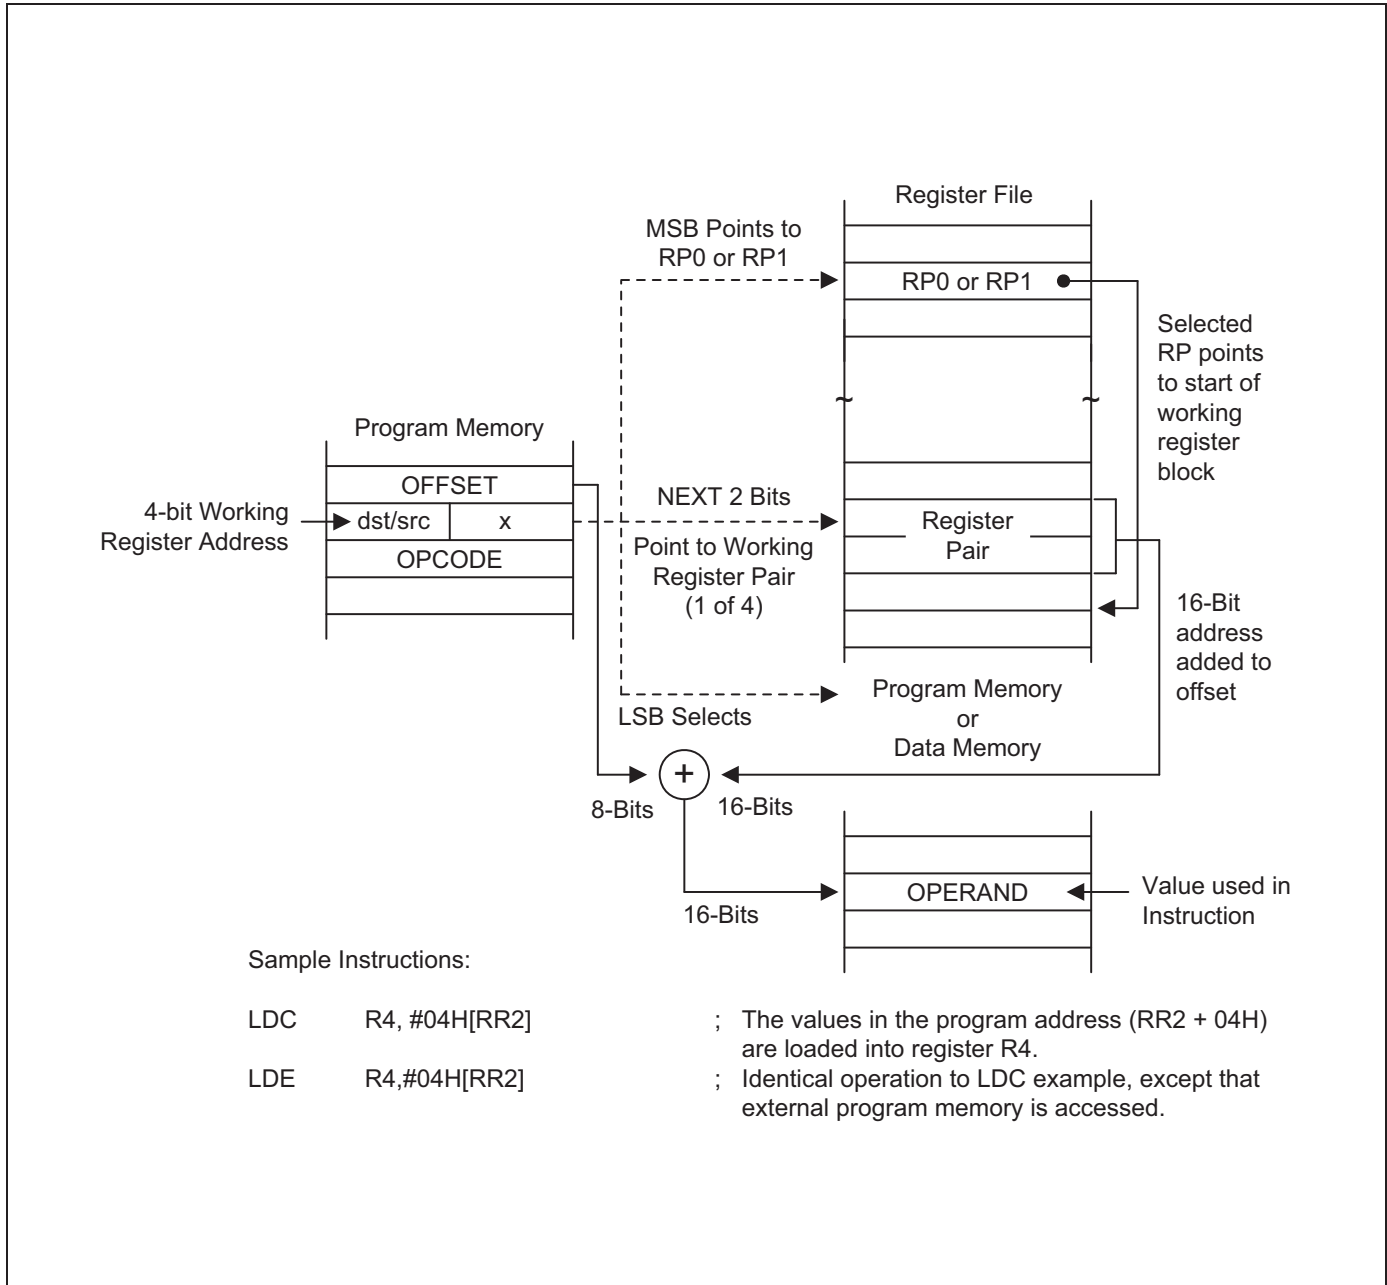 Register File
MSB Points to
RP0 or RP1
RP0 or RP1
Selected
RP points
to start of
working
register
block
Program Memory
OFFSET
4-bit Working
Register Address
dst/src
x
OPCODE
NEXT 2 Bits
Point to Working
Register Pair
(1 of 4)
Register
Pair
16-Bit
address
added to
offset
LSB Selects
Program Memory
or
Data Memory
+
8-Bits
16-Bits
16-Bits
OPERAND
Value used in
Instruction
Sample Instructions:
LDC R4, #04H[RR2] ; The values in the program address (RR2 + 04H)
are loaded into register R4.
LDE R4,#04H[RR2] ; Identical operation to LDC example, except that
external program memory is accessed.